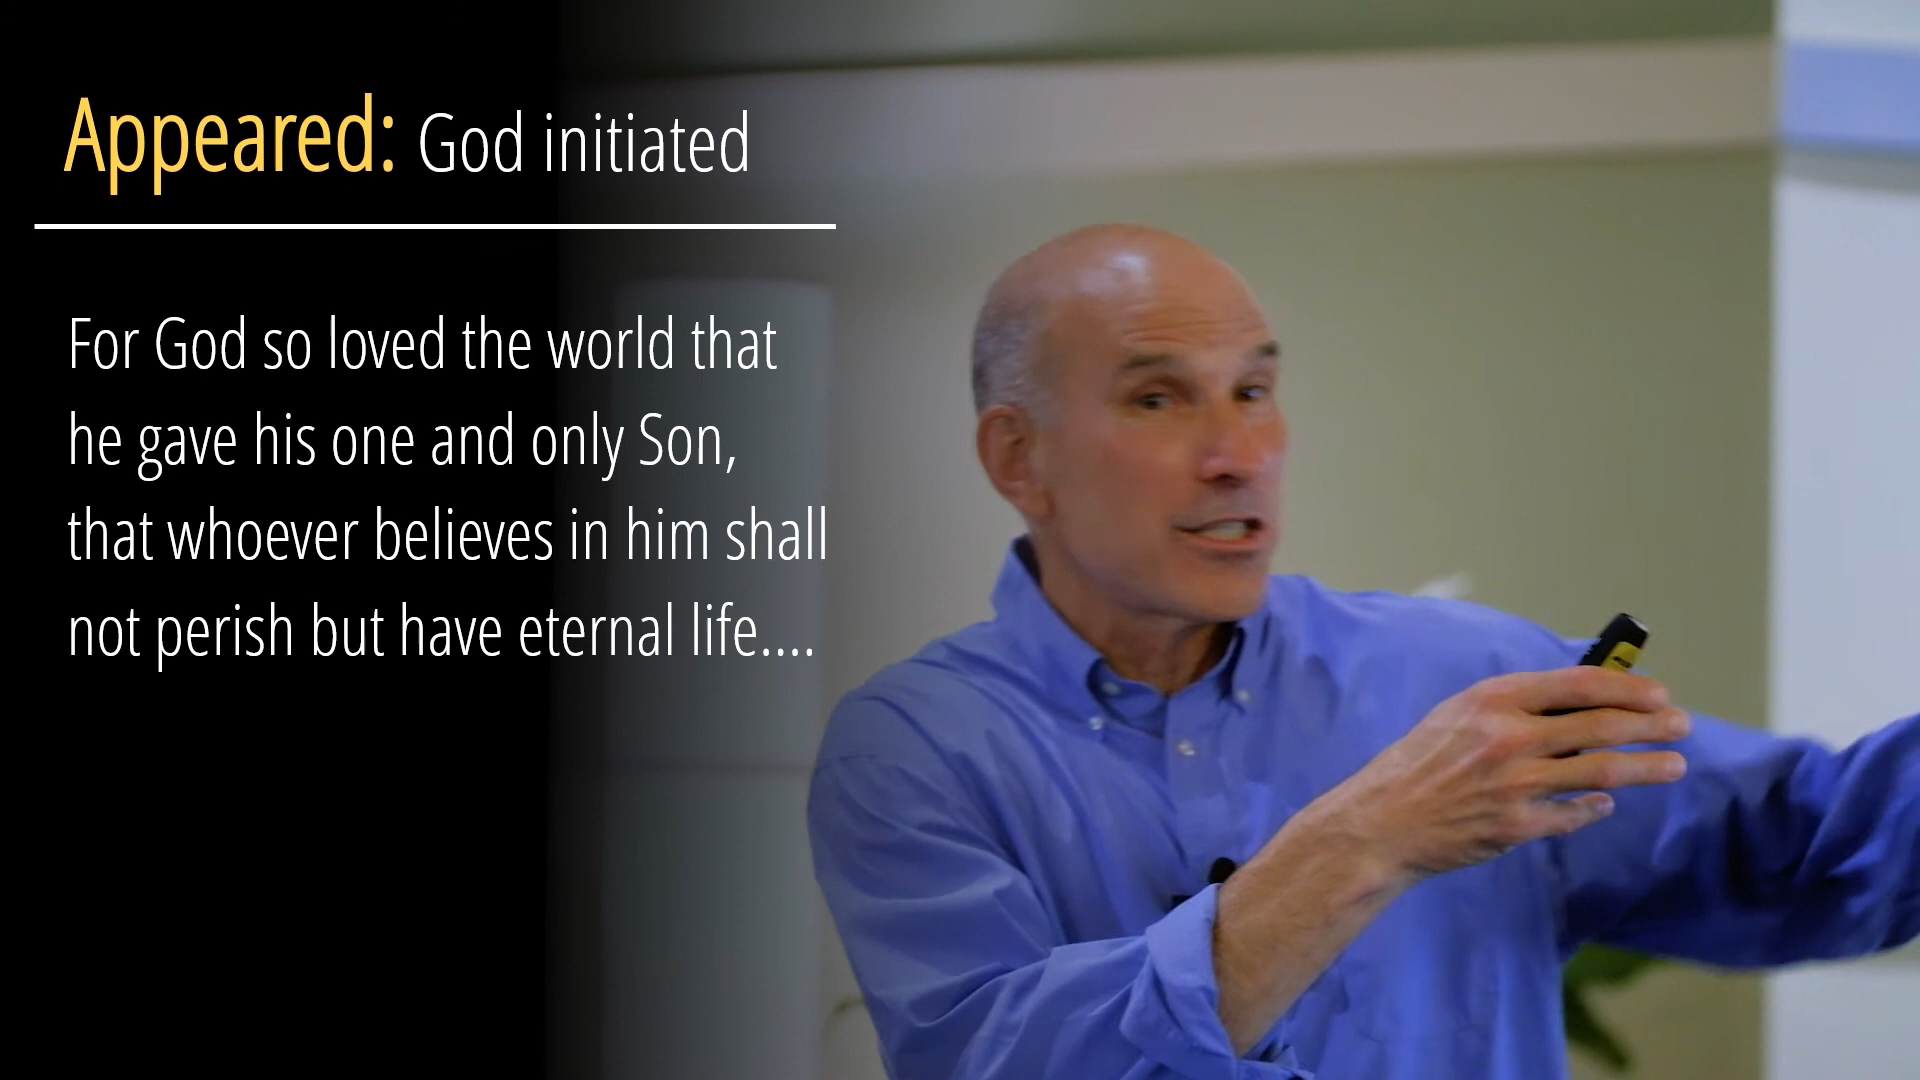 Appeared: God initiated
For God so loved the world that
he gave his one and only Son,
that whoever believes in him shall
not perish but have eternal life....